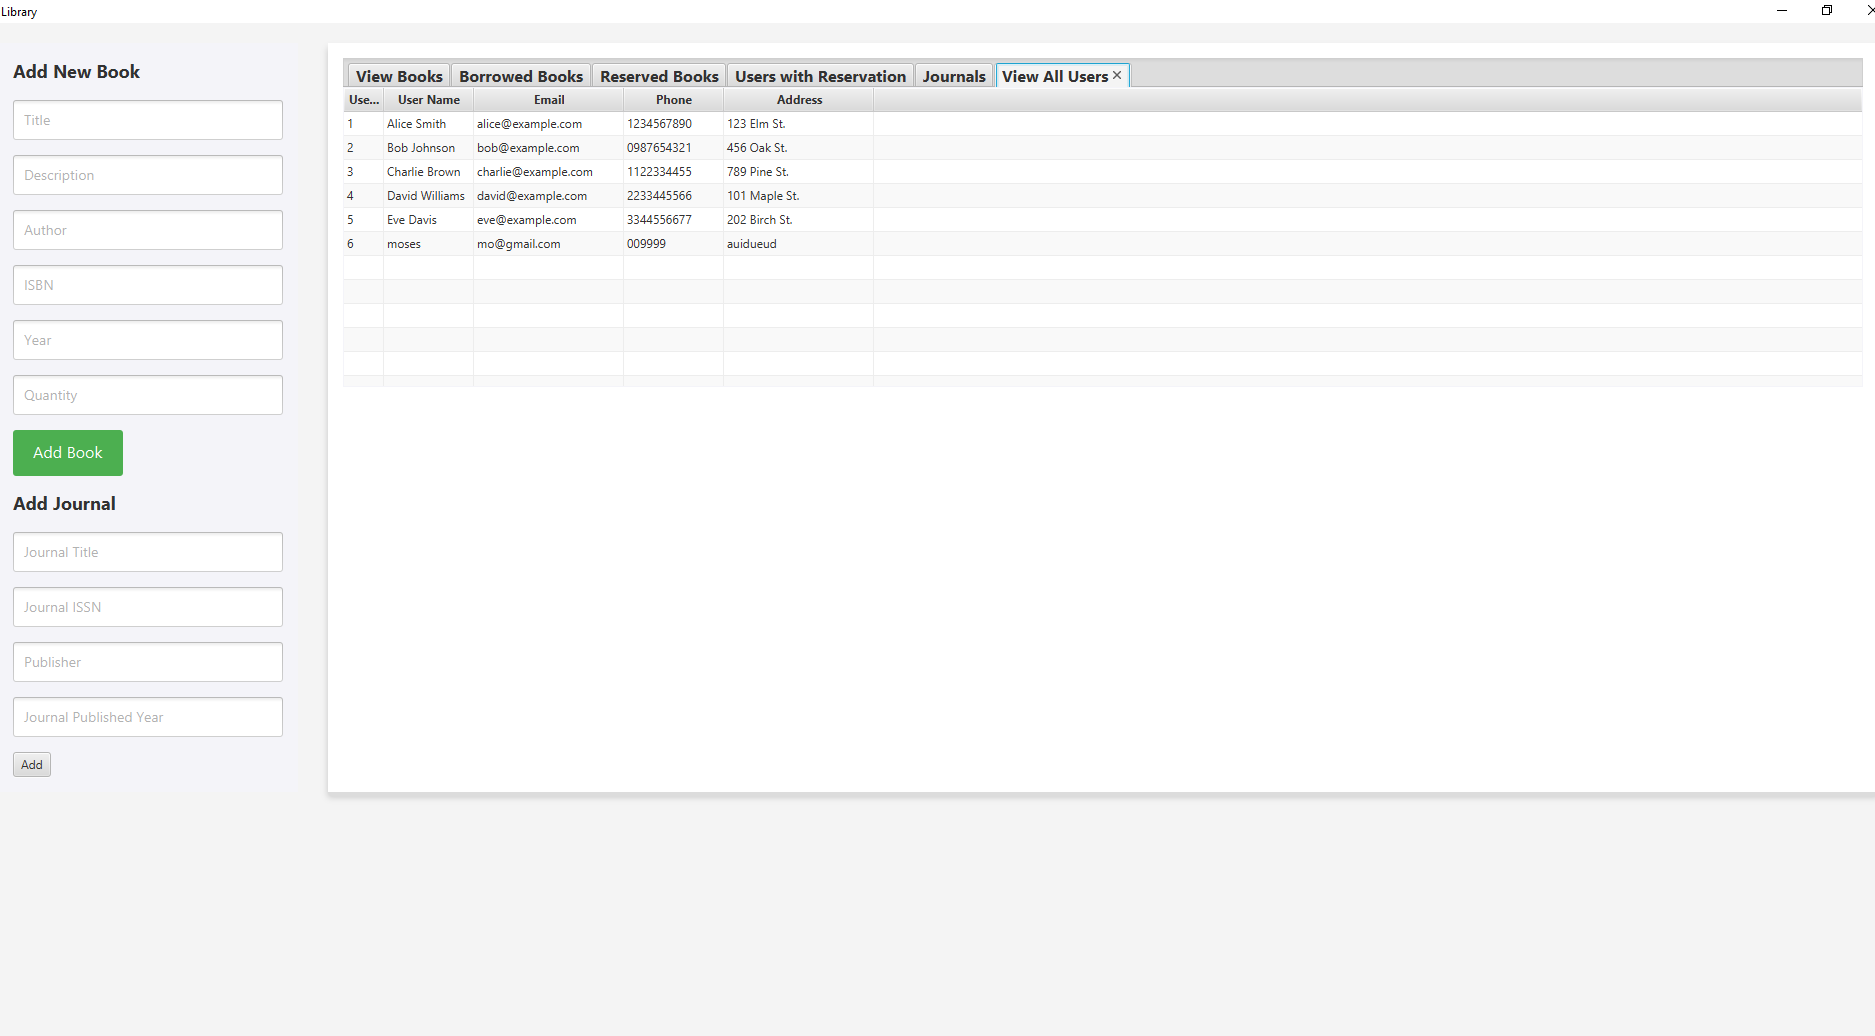 Library
Add New Book
Title
Description
Author
ISBN
Year
Quantity
Add Book
Add Journal
Journal Title
Journal ISSN
Publisher
Journal Published Year
Add
View Books Borrowed Books Reserved Books Users with Reservation Journals View All Users
Use... User Name Email Phone Address
1 Alice Smith alice@example.com 1234567890 123 Elm St.
2 Bob Johnson bob@example.com 0987654321 456 Oak St.
3 Charlie Brown charlie@example.com 1122334455 789 Pine St.
4 David Williams david@example.com 2233445566 101 Maple St.
5 Eve Davis eve@example.com 3344556677 202 Birch St.
6 moses mo@gmail.com 009999 auidueud